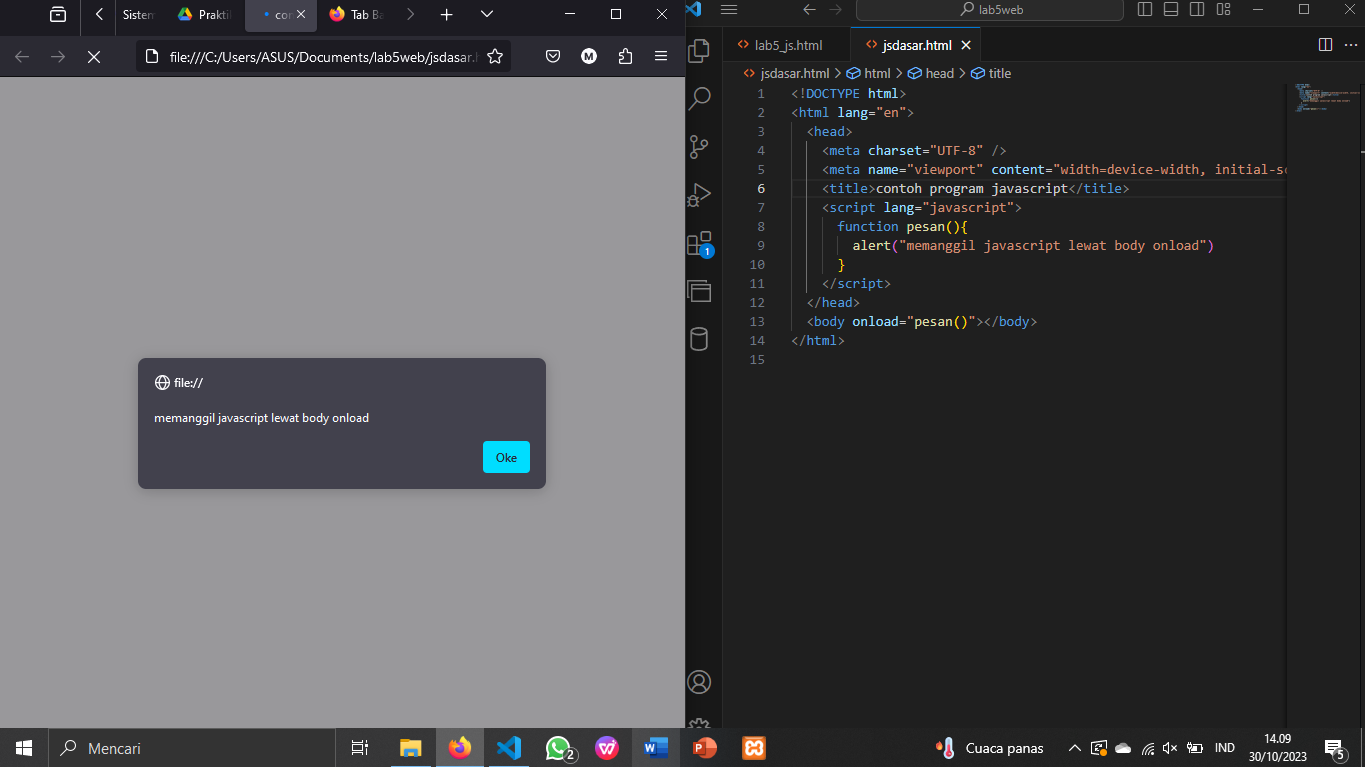 Sistem
Praktik
con
Tab Ba
file:///C:/Users/ASUS/Documents/lab5web/jsdasar.h
M
file://
memanggil javascript lewat body onload
Oke
lab5web
lab5_js.html
jsdasar.html
jsdasar.html > html > head > title
1 <!DOCTYPE html>
2 <html lang="en">
3 <head>
4 <meta charset="UTF-8" />
5 <meta name="viewport" content="width=device-width, initial-sc
6 <title>contoh program javascript</title>
7 <script lang="javascript">
8 function pesan(){
9 alert("memanggil javascript lewat body onload")
10 }
11 </script>
12 </head>
13 <body onload="pesan()"></body>
14 </html>
15
1
Mencari
2
Cuaca panas
IND
14.09
30/10/2023
5